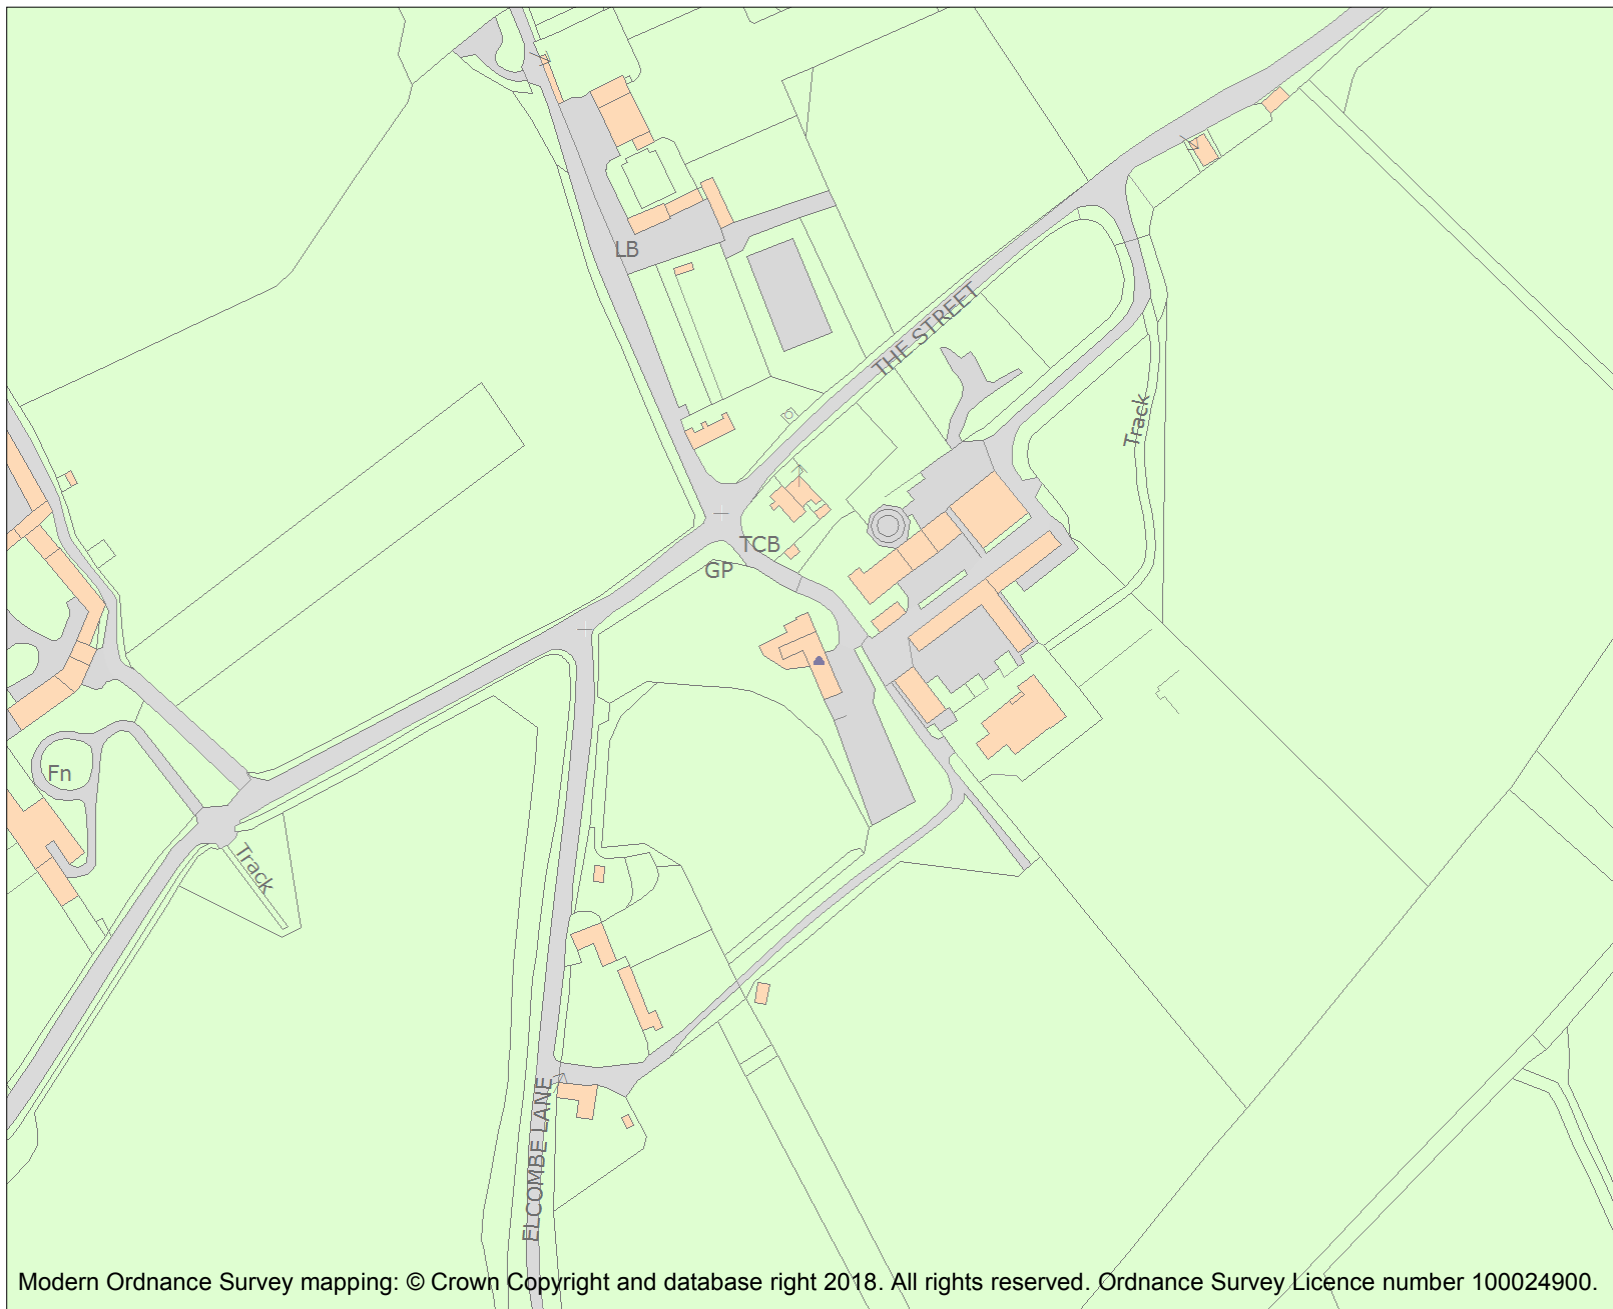 LB
THE STREET
Track
TCB
GP
Fn
Track
ELCOMBE LANE
Modern Ordnance Survey mapping: © Crown Copyright and database right 2018. All rights reserved. Ordnance Survey Licence number 100024900.